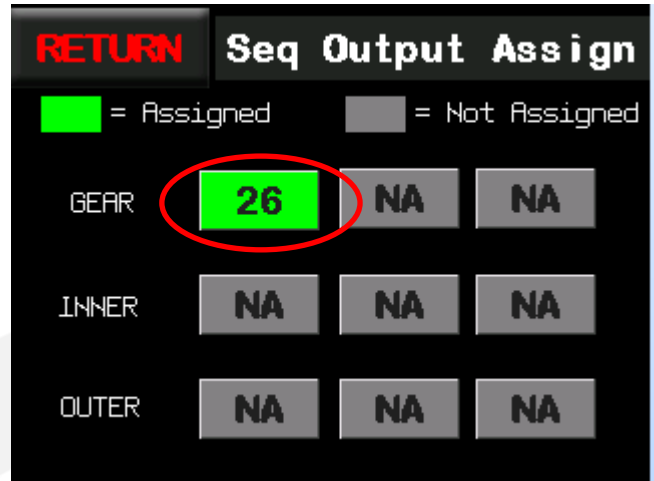 RETURN Seq Output Assign
= Assigned = Not Assigned
GEAR 26 NA NA
INNER NA NA NA
OUTER NA NA NA